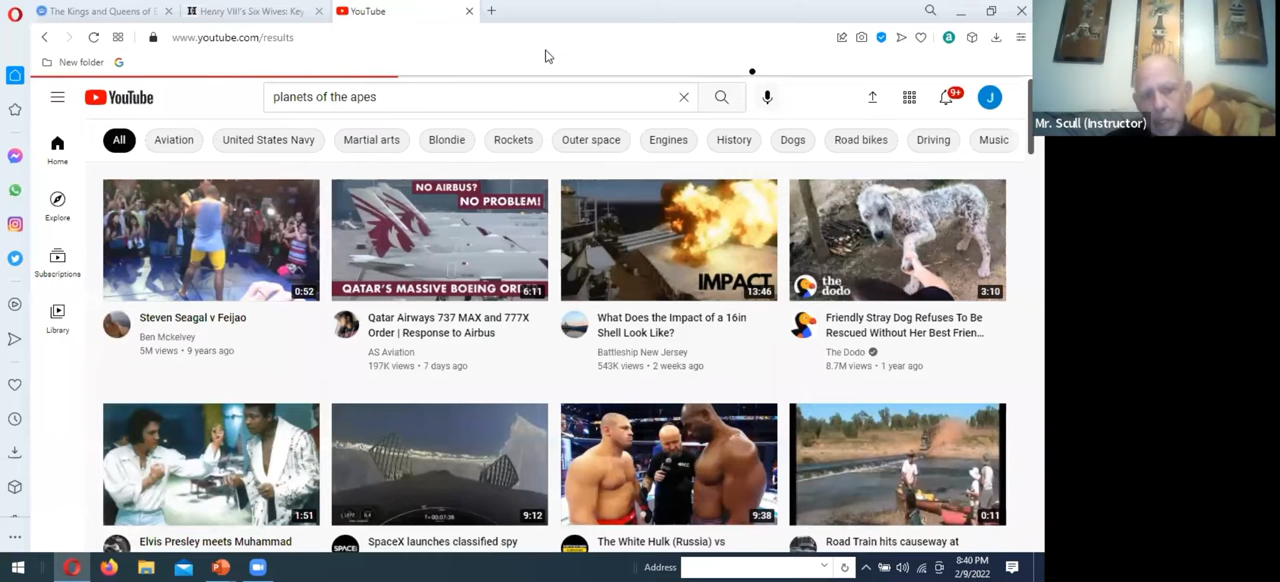 The Kings and Queens of E
Henry VIII's Six Wives: Key
YouTube
www.youtube.com/results
New folder
YouTube
planets of the apes
9+
J
Mr. Scull (Instructor)
All
Aviation
United States Navy
Martial arts
Blondie
Rockets
Outer space
Engines
History
Dogs
Road bikes
Driving
Music
Home
Explore
Subscriptions
Library
0:52
NO AIRBUS?
NO PROBLEM!
QATAR'S MASSIVE BOEING OR
6:11
IMPACT
13:46
the
dodo
3:10
Steven Seagal v Feijao
Ben Mckelvey
5M views • 9 years ago
Qatar Airways 737 MAX and 777X
Order | Response to Airbus
AS Aviation
197K views • 7 days ago
What Does the Impact of a 16in
Shell Look Like?
Battleship New Jersey
543K views • 2 weeks ago
Friendly Stray Dog Refuses To Be
Rescued Without Her Best Frien...
The Dodo
8.7M views • 1 year ago
1:51
9:12
9:38
0:11
Elvis Presley meets Muhammad
SpaceX launches classified spy
The White Hulk (Russia) vs
Road Train hits causeway at
Address
8:40 PM
2/9/2022